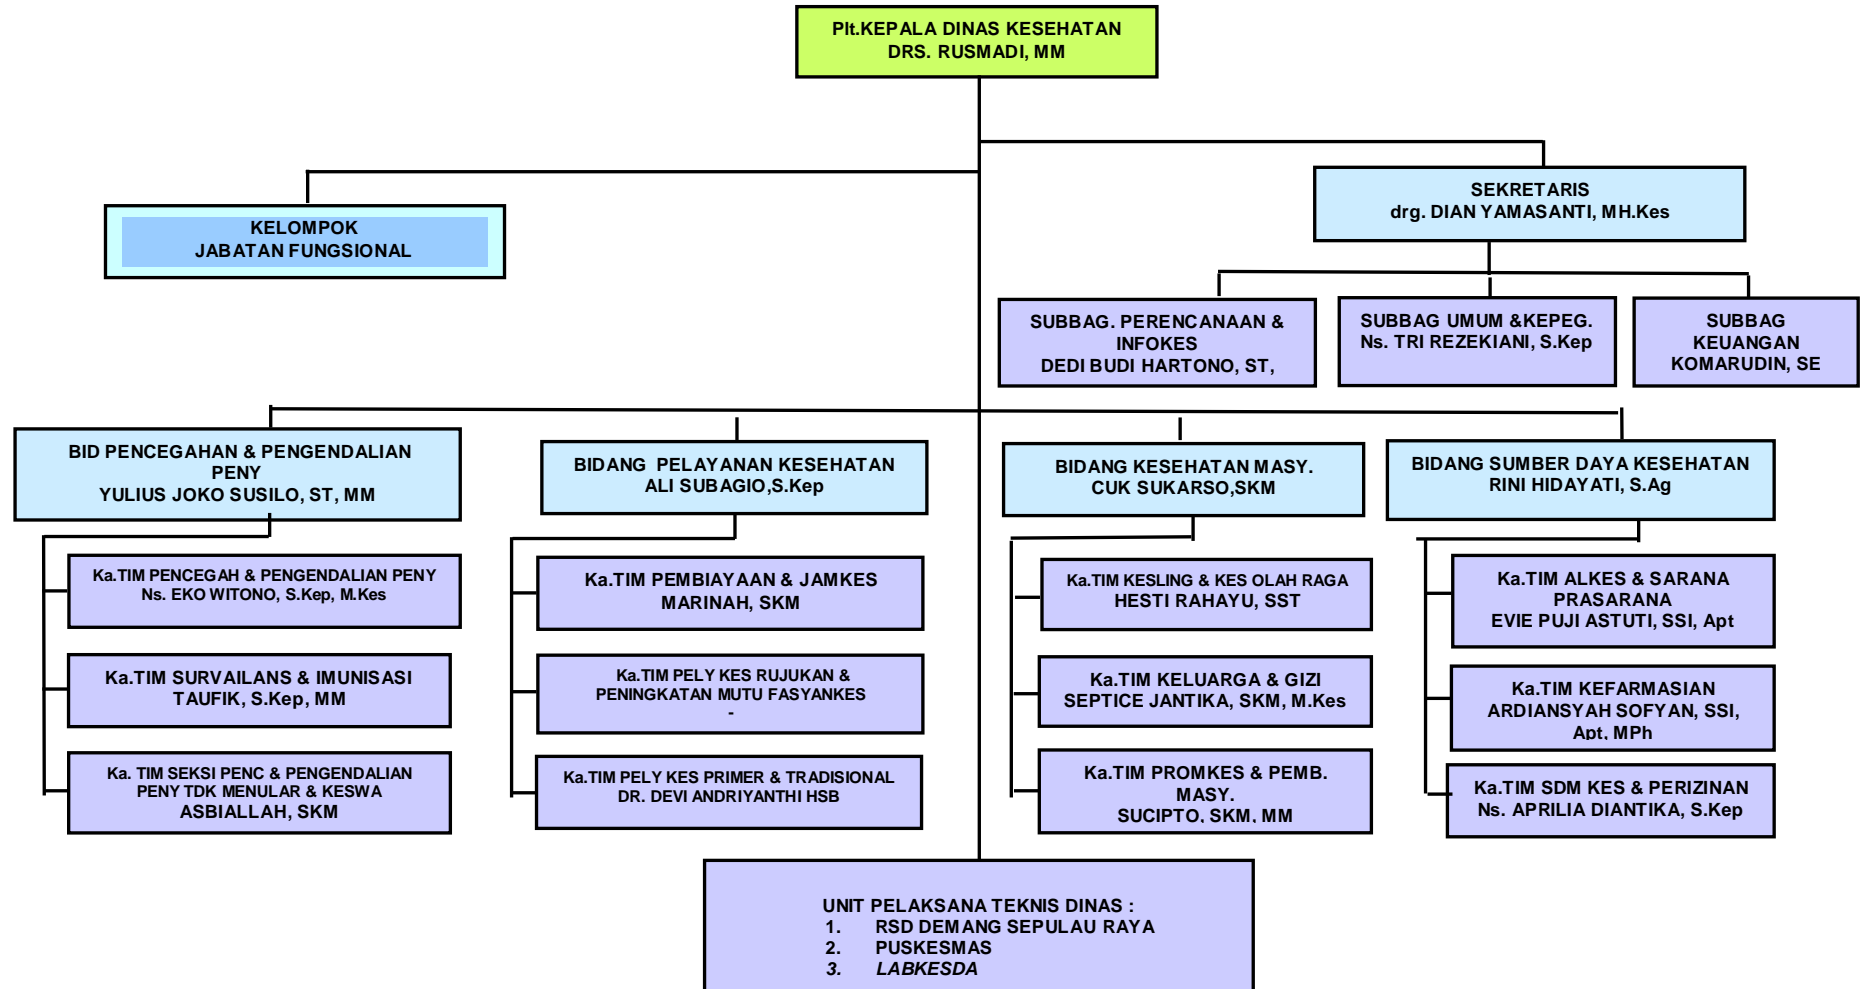 Plt.KEPALA DINAS KESEHATAN
DRS. RUSMADI, MM
SEKRETARIS
drg. DIAN YAMASANTI, MH.Kes
KELOMPOK
JABATAN FUNGSIONAL
SUBBAG. PERENCANAAN &
INFOKES
DEDI BUDI HARTONO, ST,
SUBBAG UMUM &KEPEG.
Ns. TRI REZEKIANI, S.Kep
SUBBAG
KEUANGAN
KOMARUDIN, SE
BID PENCEGAHAN & PENGENDALIAN
PENY
YULIUS JOKO SUSILO, ST, MM
BIDANG PELAYANAN KESEHATAN
ALI SUBAGIO,S.Kep
BIDANG KESEHATAN MASY.
CUK SUKARSO,SKM
BIDANG SUMBER DAYA KESEHATAN
RINI HIDAYATI, S.Ag
Ka.TIM PENCEGAH & PENGENDALIAN PENY
Ns. EKO WITONO, S.Kep, M.Kes
Ka.TIM SURVAILANS & IMUNISASI
TAUFIK, S.Kep, MM
Ka. TIM SEKSI PENC & PENGENDALIAN
PENY TDK MENULAR & KESWA
ASBIALLAH, SKM
Ka.TIM PEMBIAYAAN & JAMKES
MARINAH, SKM
Ka.TIM PELY KES RUJUKAN &
PENINGKATAN MUTU FASYANKES
-
Ka.TIM PELY KES PRIMER & TRADISIONAL
DR. DEVI ANDRIYANTHI HSB
Ka.TIM KESLING & KES OLAH RAGA
HESTI RAHAYU, SST
Ka.TIM KELUARGA & GIZI
SEPTICE JANTIKA, SKM, M.Kes
Ka.TIM PROMKES & PEMB.
MASY.
SUCIPTO, SKM, MM
Ka.TIM ALKES & SARANA
PRASARANA
EVIE PUJI ASTUTI, SSI, Apt
Ka.TIM KEFARMASIAN
ARDIANSYAH SOFYAN, SSI,
Apt, MPh
Ka.TIM SDM KES & PERIZINAN
Ns. APRILIA DIANTIKA, S.Kep
UNIT PELAKSANA TEKNIS DINAS :
1. RSD DEMANG SEPULAU RAYA
2. PUSKESMAS
3. LABKESDA